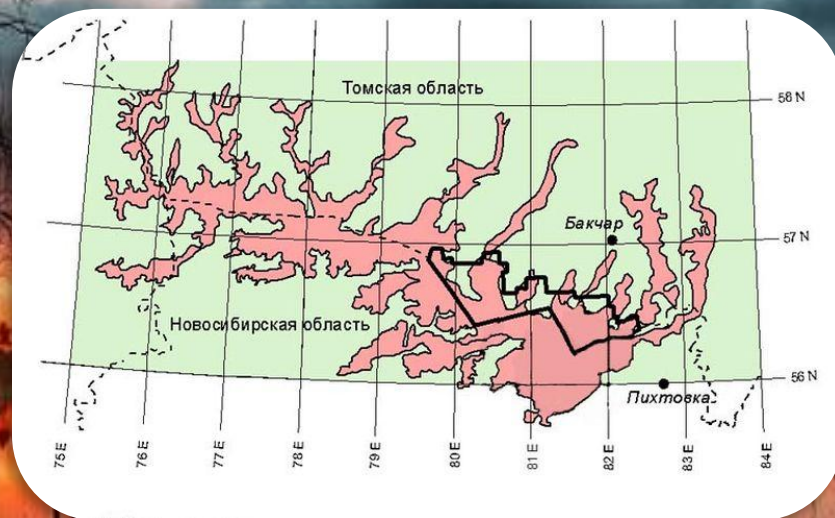 Томская область
58 N
Бакчар
57 N
Новосибирская область
56 N
Пихтовка
75 E
76 E
77 E
78 E
79 E
80 E
81 E
82 E
83 E
84 E